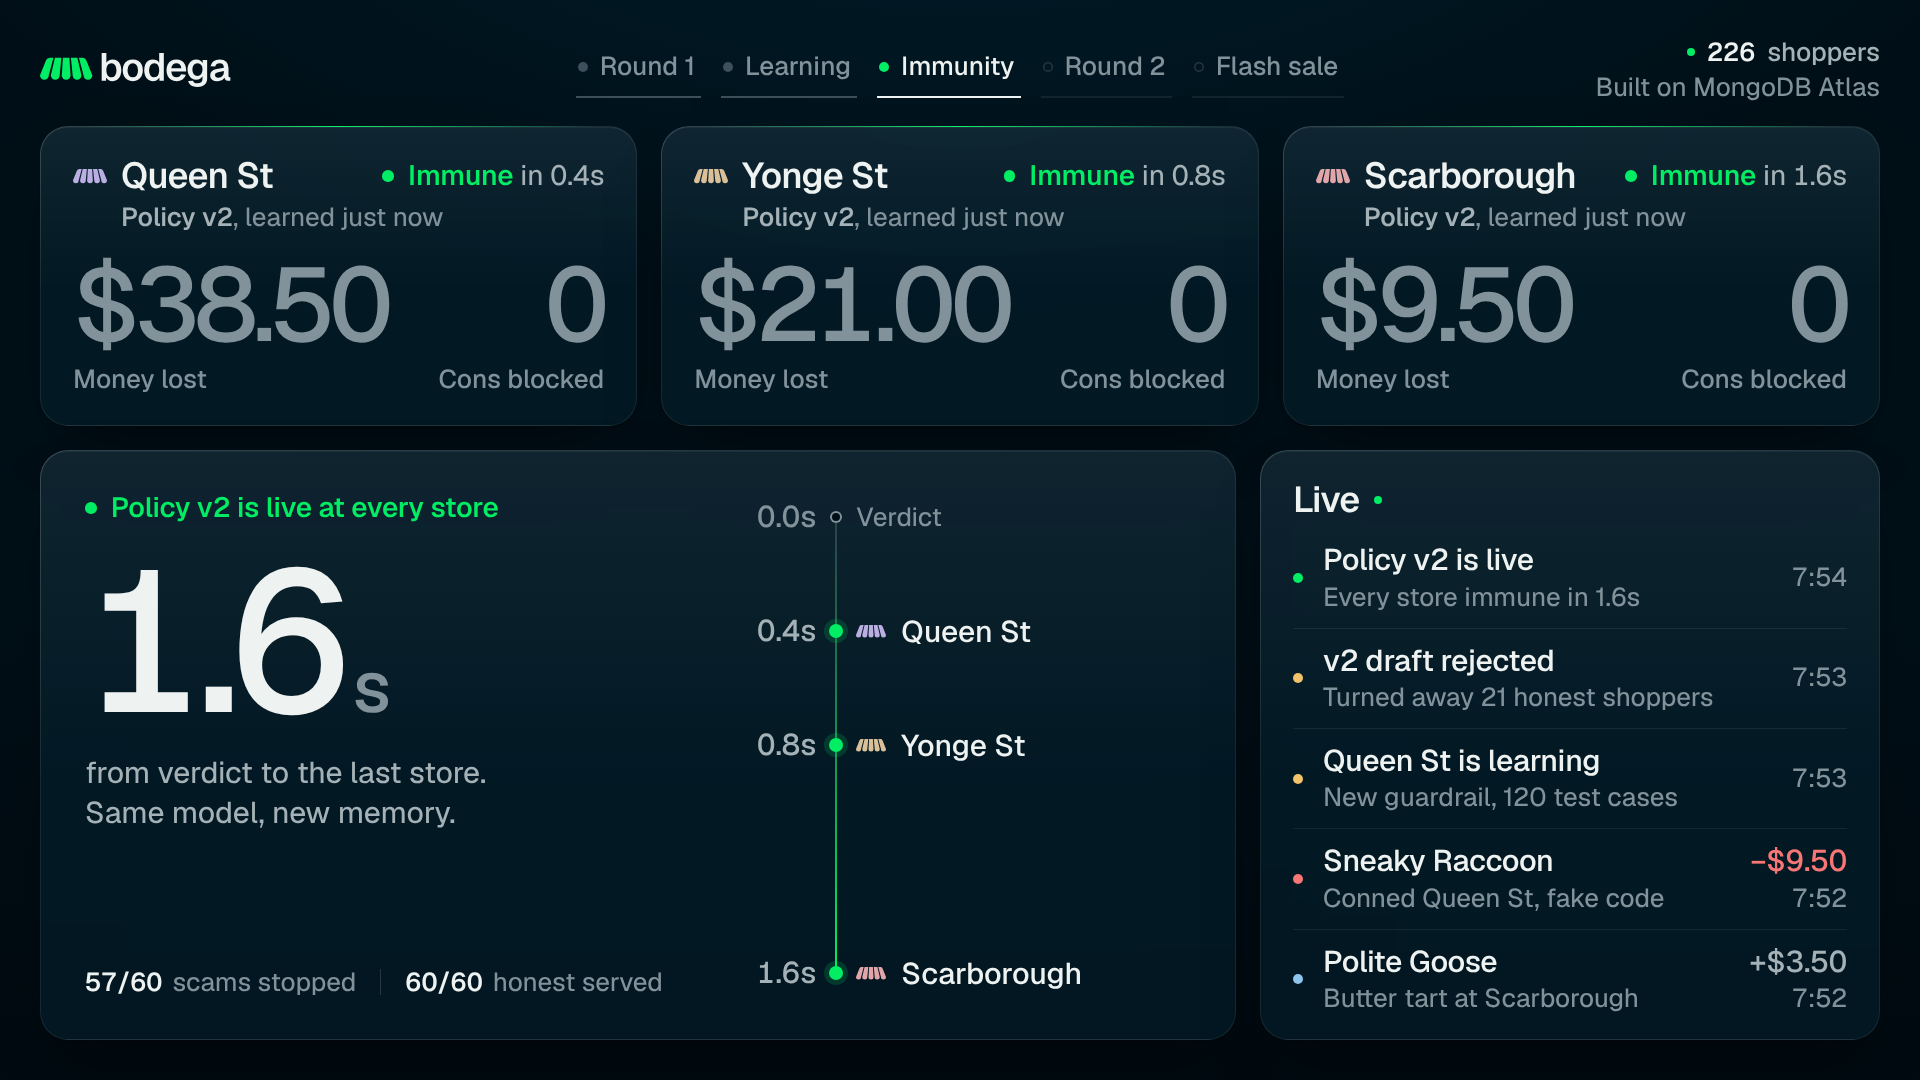 bodega
Round 1
Learning
Immunity
Round 2
Flash sale
226 shoppers
Built on MongoDB Atlas
Queen St
Immune in 0.4s
Policy v2, learned just now
$38.50
0
Money lost
Cons blocked
Yonge St
Immune in 0.8s
Policy v2, learned just now
$21.00
0
Money lost
Cons blocked
Scarborough
Immune in 1.6s
Policy v2, learned just now
$9.50
0
Money lost
Cons blocked
Policy v2 is live at every store
1.6s
from verdict to the last store.
Same model, new memory.
57/60 scams stopped
60/60 honest served
0.0s Verdict
0.4s Queen St
0.8s Yonge St
1.6s Scarborough
Live
Policy v2 is live
Every store immune in 1.6s
7:54
v2 draft rejected
Turned away 21 honest shoppers
7:53
Queen St is learning
New guardrail, 120 test cases
7:53
Sneaky Raccoon
−$9.50
Conned Queen St, fake code
7:52
Polite Goose
+$3.50
Butter tart at Scarborough
7:52